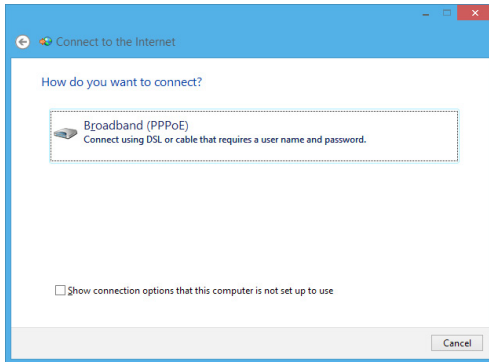 Connect to the Internet
How do you want to connect?
Broadband (PPPoE)
Connect using DSL or cable that requires a user name and password.
Show connection options that this computer is not set up to use
Cancel